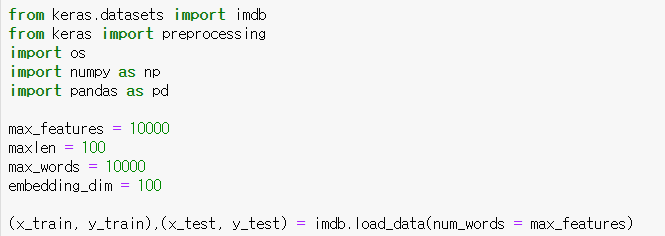 from keras.datasets import imdb
from keras import preprocessing
import os
import numpy as np
import pandas as pd
max_features = 10000
maxlen = 100
max_words = 10000
embedding_dim = 100
(x_train, y_train),(x_test, y_test) = imdb.load_data(num_words = max_features)